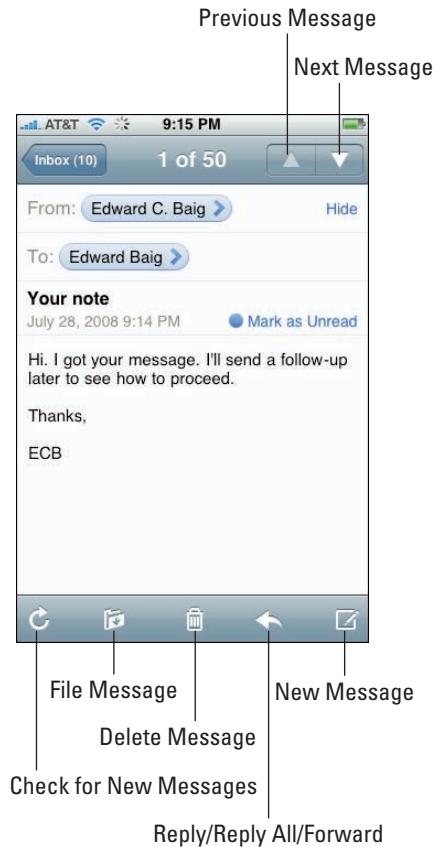 Previous Message
Next Message
AT&T 9:15 PM
Inbox (10) 1 of 50
From: Edward C. Baig Hide
To: Edward Baig
Your note
July 28, 2008 9:14 PM Mark as Unread
Hi. I got your message. I'll send a follow-up
later to see how to proceed.
Thanks,
ECB
File Message
New Message
Delete Message
Check for New Messages
Reply/Reply All/Forward